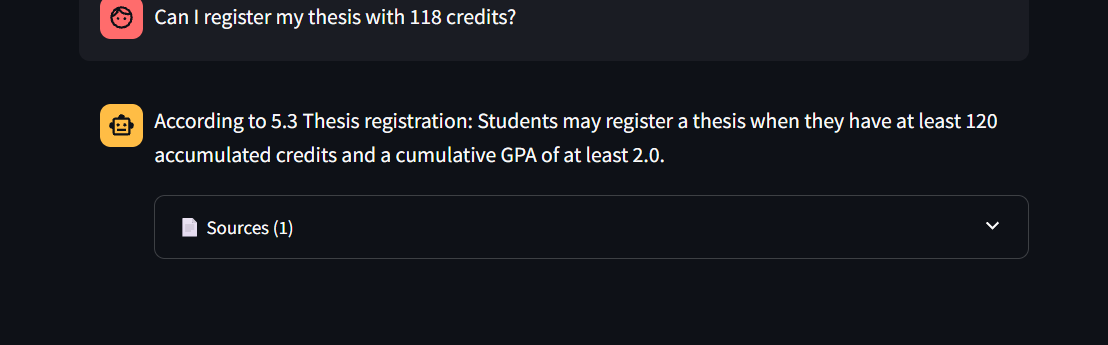 Can I register my thesis with 118 credits?
According to 5.3 Thesis registration: Students may register a thesis when they have at least 120
accumulated credits and a cumulative GPA of at least 2.0.
Sources (1)